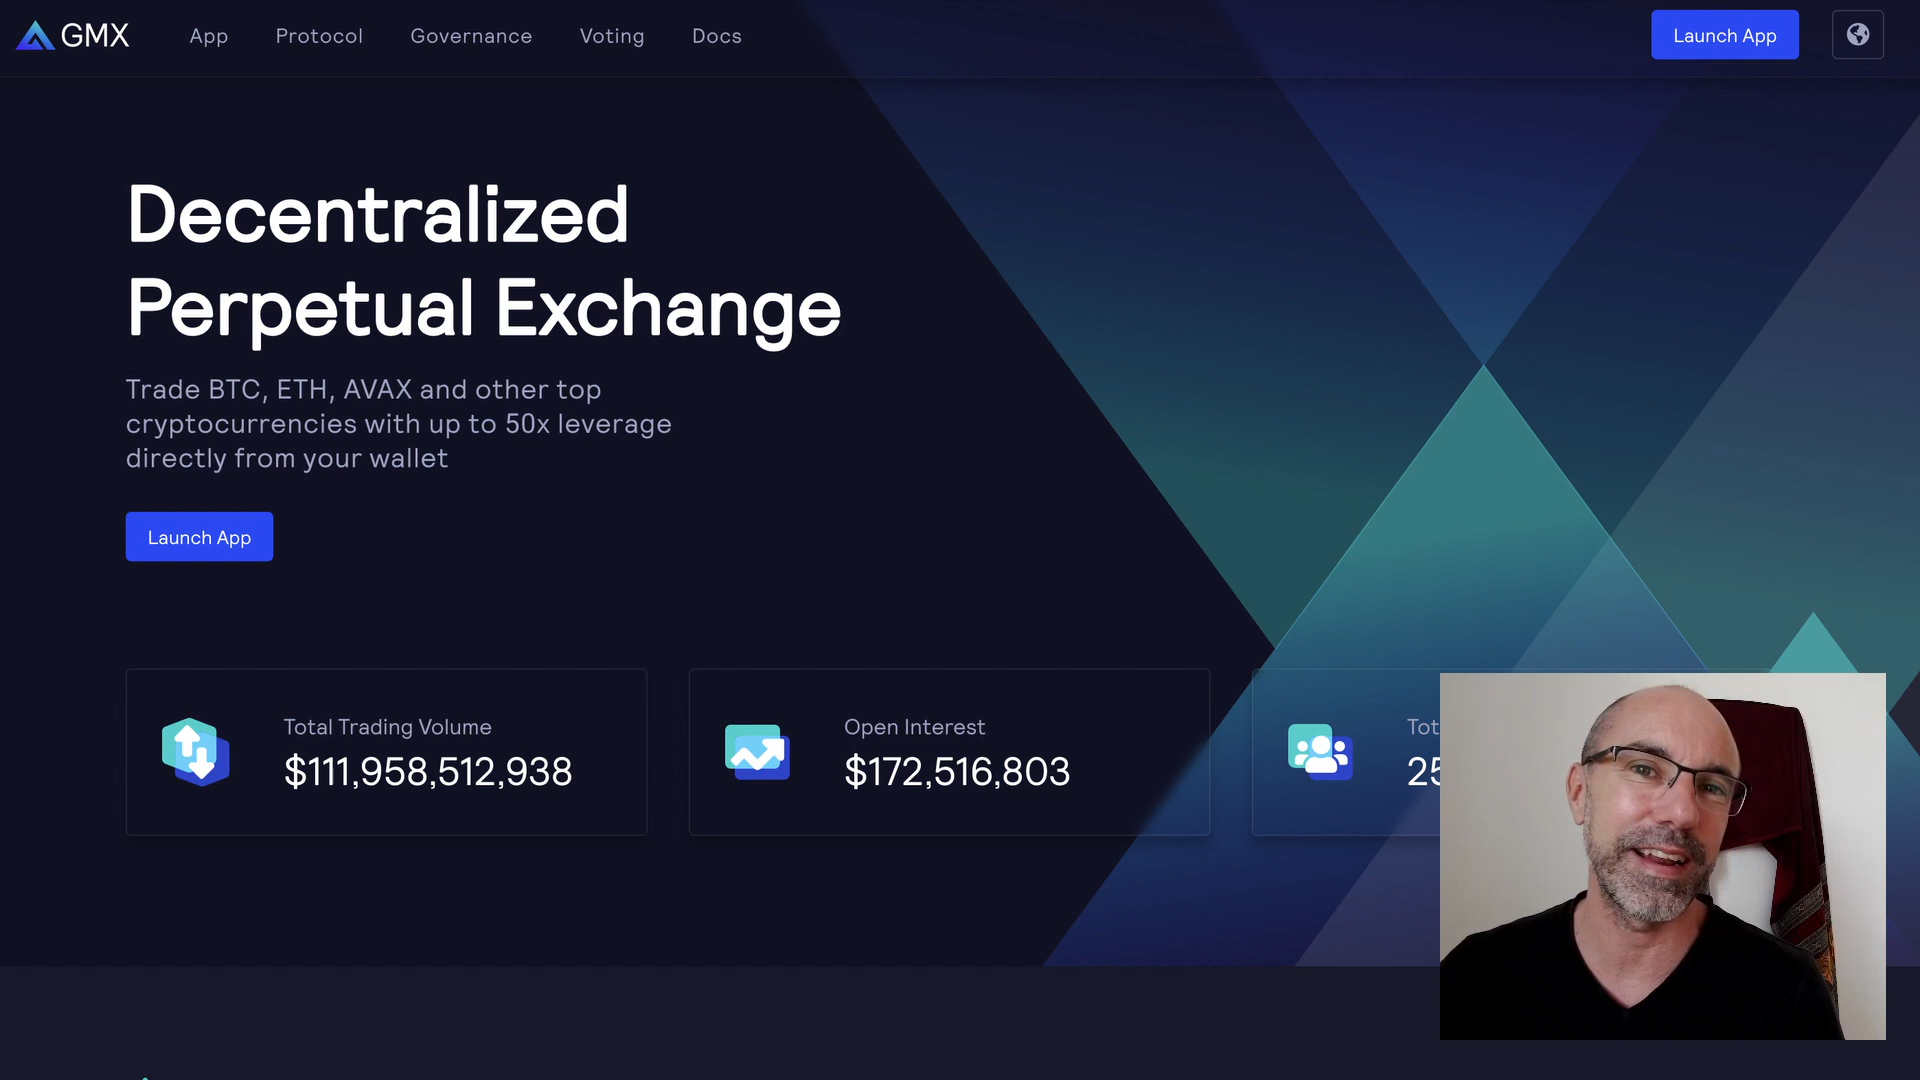 GMX
App
Protocol
Governance
Voting
Docs
Launch App
Decentralized
Perpetual Exchange
Trade BTC, ETH, AVAX and other top
cryptocurrencies with up to 50x leverage
directly from your wallet
Launch App
Total Trading Volume
$111,958,512,938
Open Interest
$172,516,803